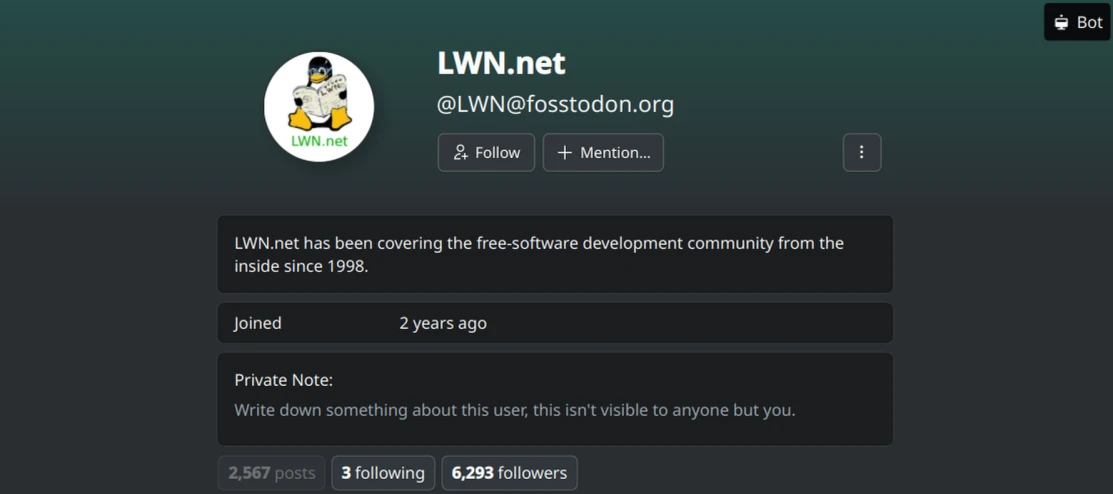 Bot
LWN
LWN.net
LWN.net
@LWN@fosstodon.org
Follow
Mention...
LWN.net has been covering the free-software development community from the
inside since 1998.
Joined 2 years ago
Private Note:
Write down something about this user, this isn't visible to anyone but you.
2,567 posts 3 following 6,293 followers